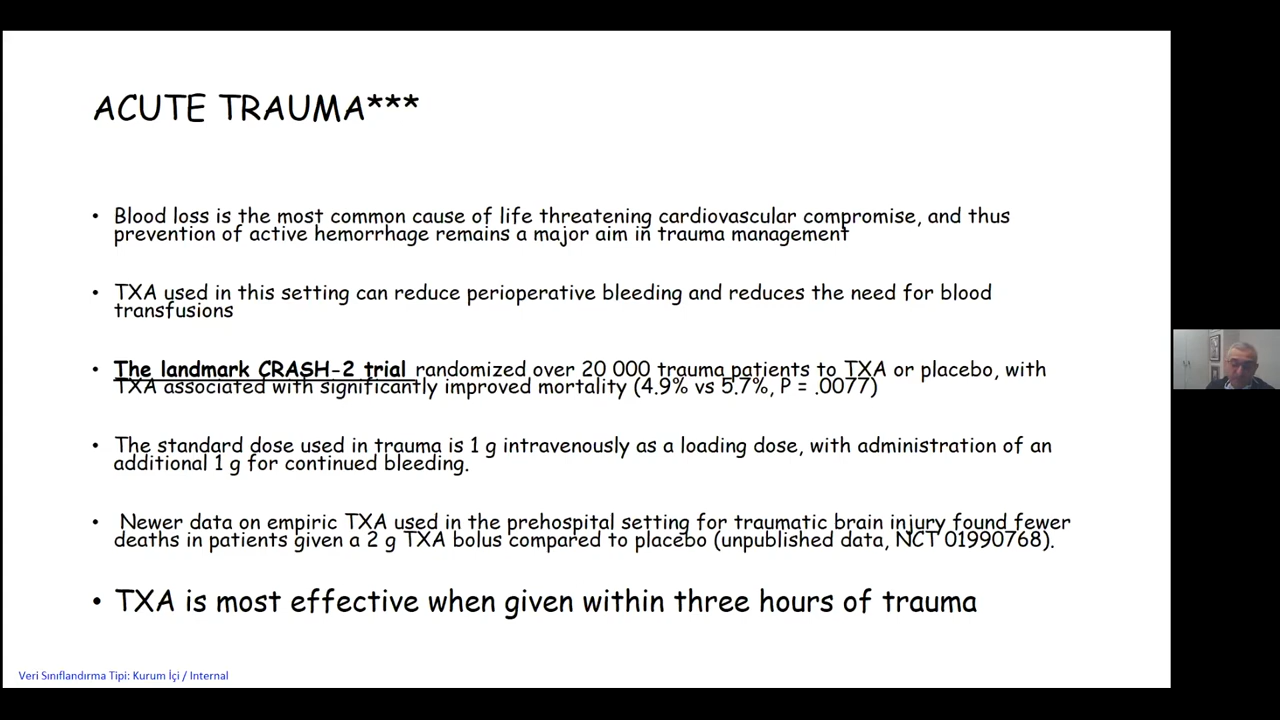 ACUTE TRAUMA***
• Blood loss is the most common cause of life threatening cardiovascular compromise, and thus
prevention of active hemorrhage remains a major aim in trauma management
• TXA used in this setting can reduce perioperative bleeding and reduces the need for blood
transfusions
• The landmark CRASH-2 trial randomized over 20 000 trauma patients to TXA or placebo, with
TXA associated with significantly improved mortality (4.9% vs 5.7%, P = .0077)
• The standard dose used in trauma is 1 g intravenously as a loading dose, with administration of an
additional 1 g for continued bleeding.
• Newer data on empiric TXA used in the prehospital setting for traumatic brain injury found fewer
deaths in patients given a 2 g TXA bolus compared to placebo (unpublished data, NCT 01990768).
• TXA is most effective when given within three hours of trauma
Veri Sınıflandırma Tipi: Kurum İçi / Internal